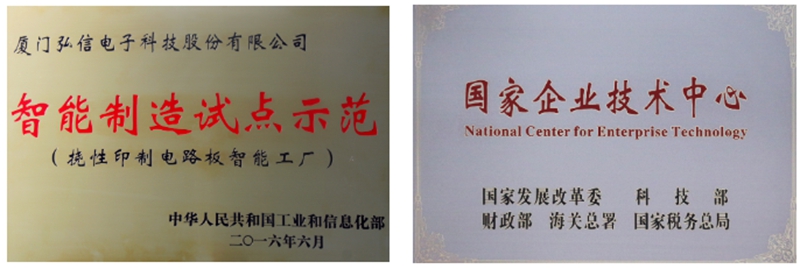 厦门弘信电子科技股份有限公司
智能制造试点示范
(挠性印制电路板智能工厂)
中华人民共和国工业和信息化部
二〇一六年六月
国家企业技术中心
National Center for Enterprise Technology
国家发展改革委 科技部
财政部 海关总署 国家税务总局